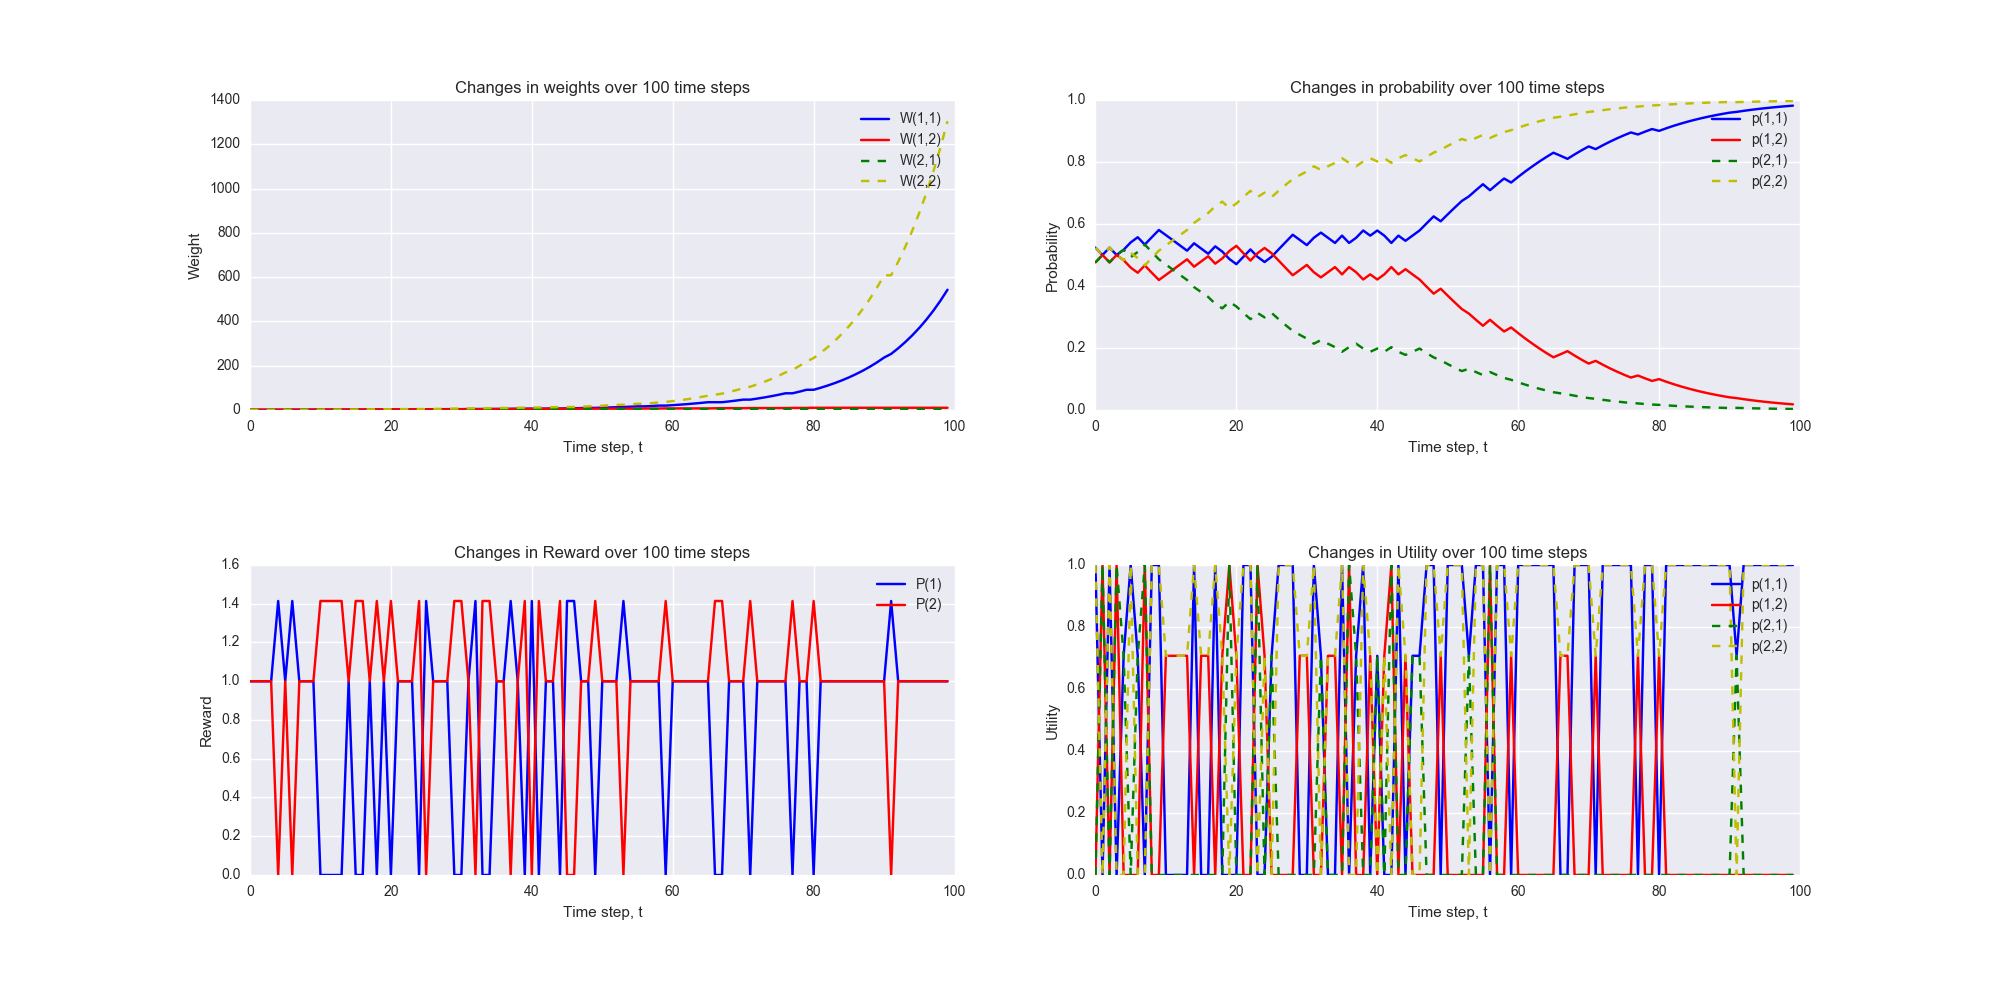 Changes in weights over 100 time steps
1400
1200
1000
800
600
400
200
0
Weight
W(1,1)
W(1,2)
W(2,1)
W(2,2)
0 20 40 60 80 100
Time step, t
Changes in probability over 100 time steps
1.0
0.8
0.6
0.4
0.2
0.0
Probability
p(1,1)
p(1,2)
p(2,1)
p(2,2)
0 20 40 60 80 100
Time step, t
Changes in Reward over 100 time steps
1.6
1.4
1.2
1.0
0.8
0.6
0.4
0.2
0.0
Reward
P(1)
P(2)
0 20 40 60 80 100
Time step, t
Changes in Utility over 100 time steps
1.0
0.8
0.6
0.4
0.2
0.0
Utility
p(1,1)
p(1,2)
p(2,1)
p(2,2)
0 20 40 60 80 100
Time step, t